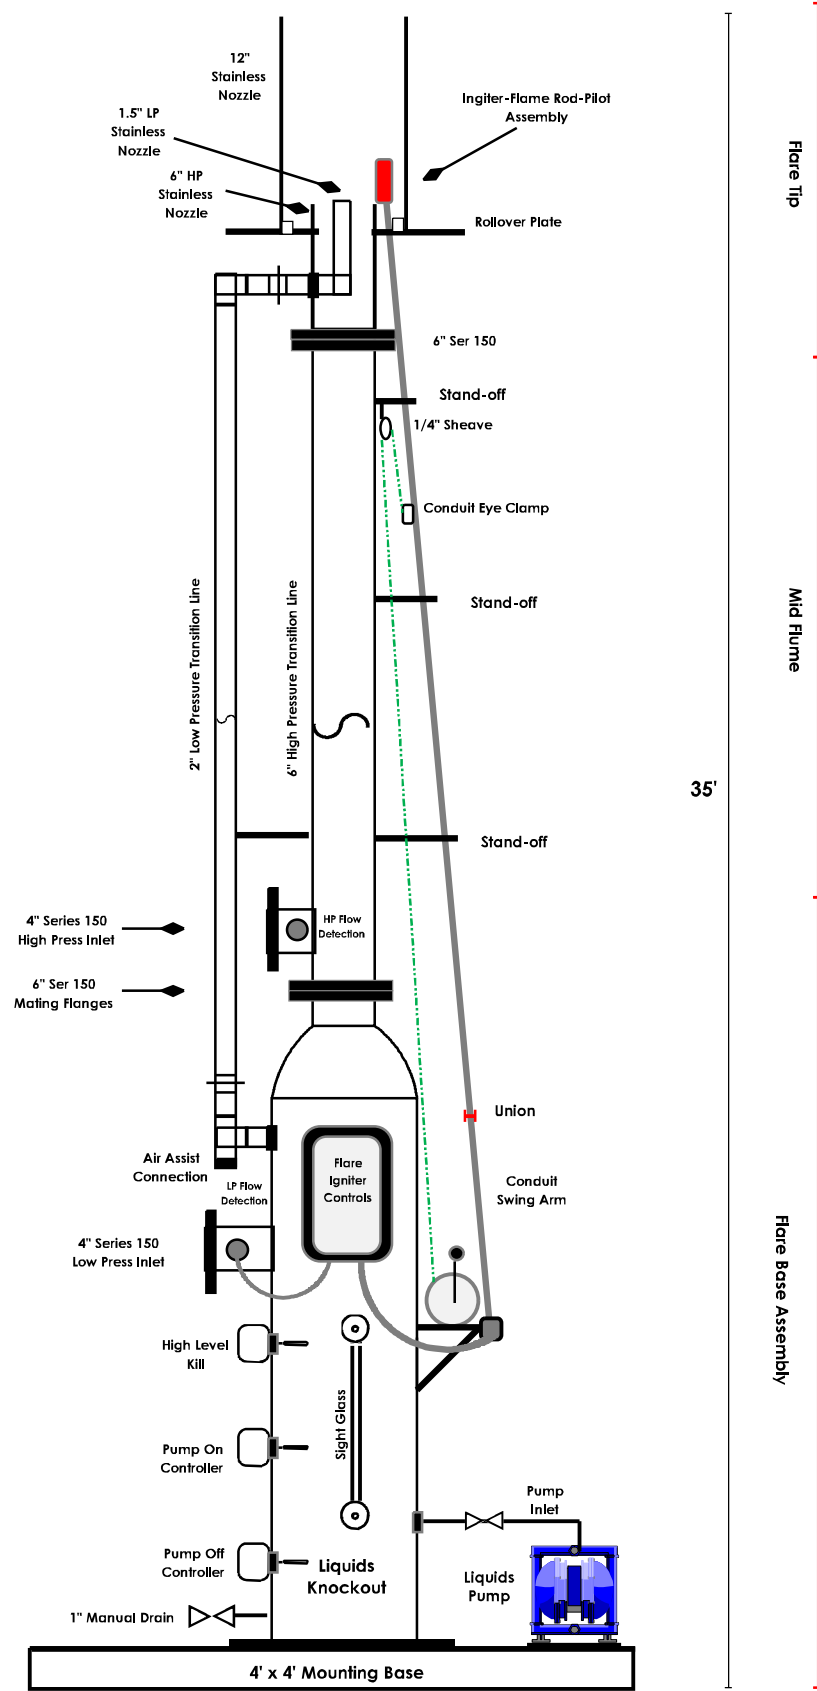 12"
Stainless
Nozzle
1.5" LP
Stainless
Nozzle
6" HP
Stainless
Nozzle
Ingiter-Flame Rod-Pilot
Assembly
Rollover Plate
Flare Tip
6" Ser 150
Stand-off
1/4" Sheave
Conduit Eye Clamp
Stand-off
2" Low Pressure Transition Line
6" High Pressure Transition Line
Mid Flume
35'
Stand-off
4" Series 150
High Press Inlet
HP Flow
Detection
6" Ser 150
Mating Flanges
Union
Air Assist
Connection
Flare
Igniter
Controls
LP Flow
Detection
Conduit
Swing Arm
4" Series 150
Low Press Inlet
Flare Base Assembly
High Level
Kill
Sight Glass
Pump On
Controller
Pump
Inlet
Pump Off
Controller
Liquids
Knockout
Liquids
Pump
1" Manual Drain
4' x 4' Mounting Base